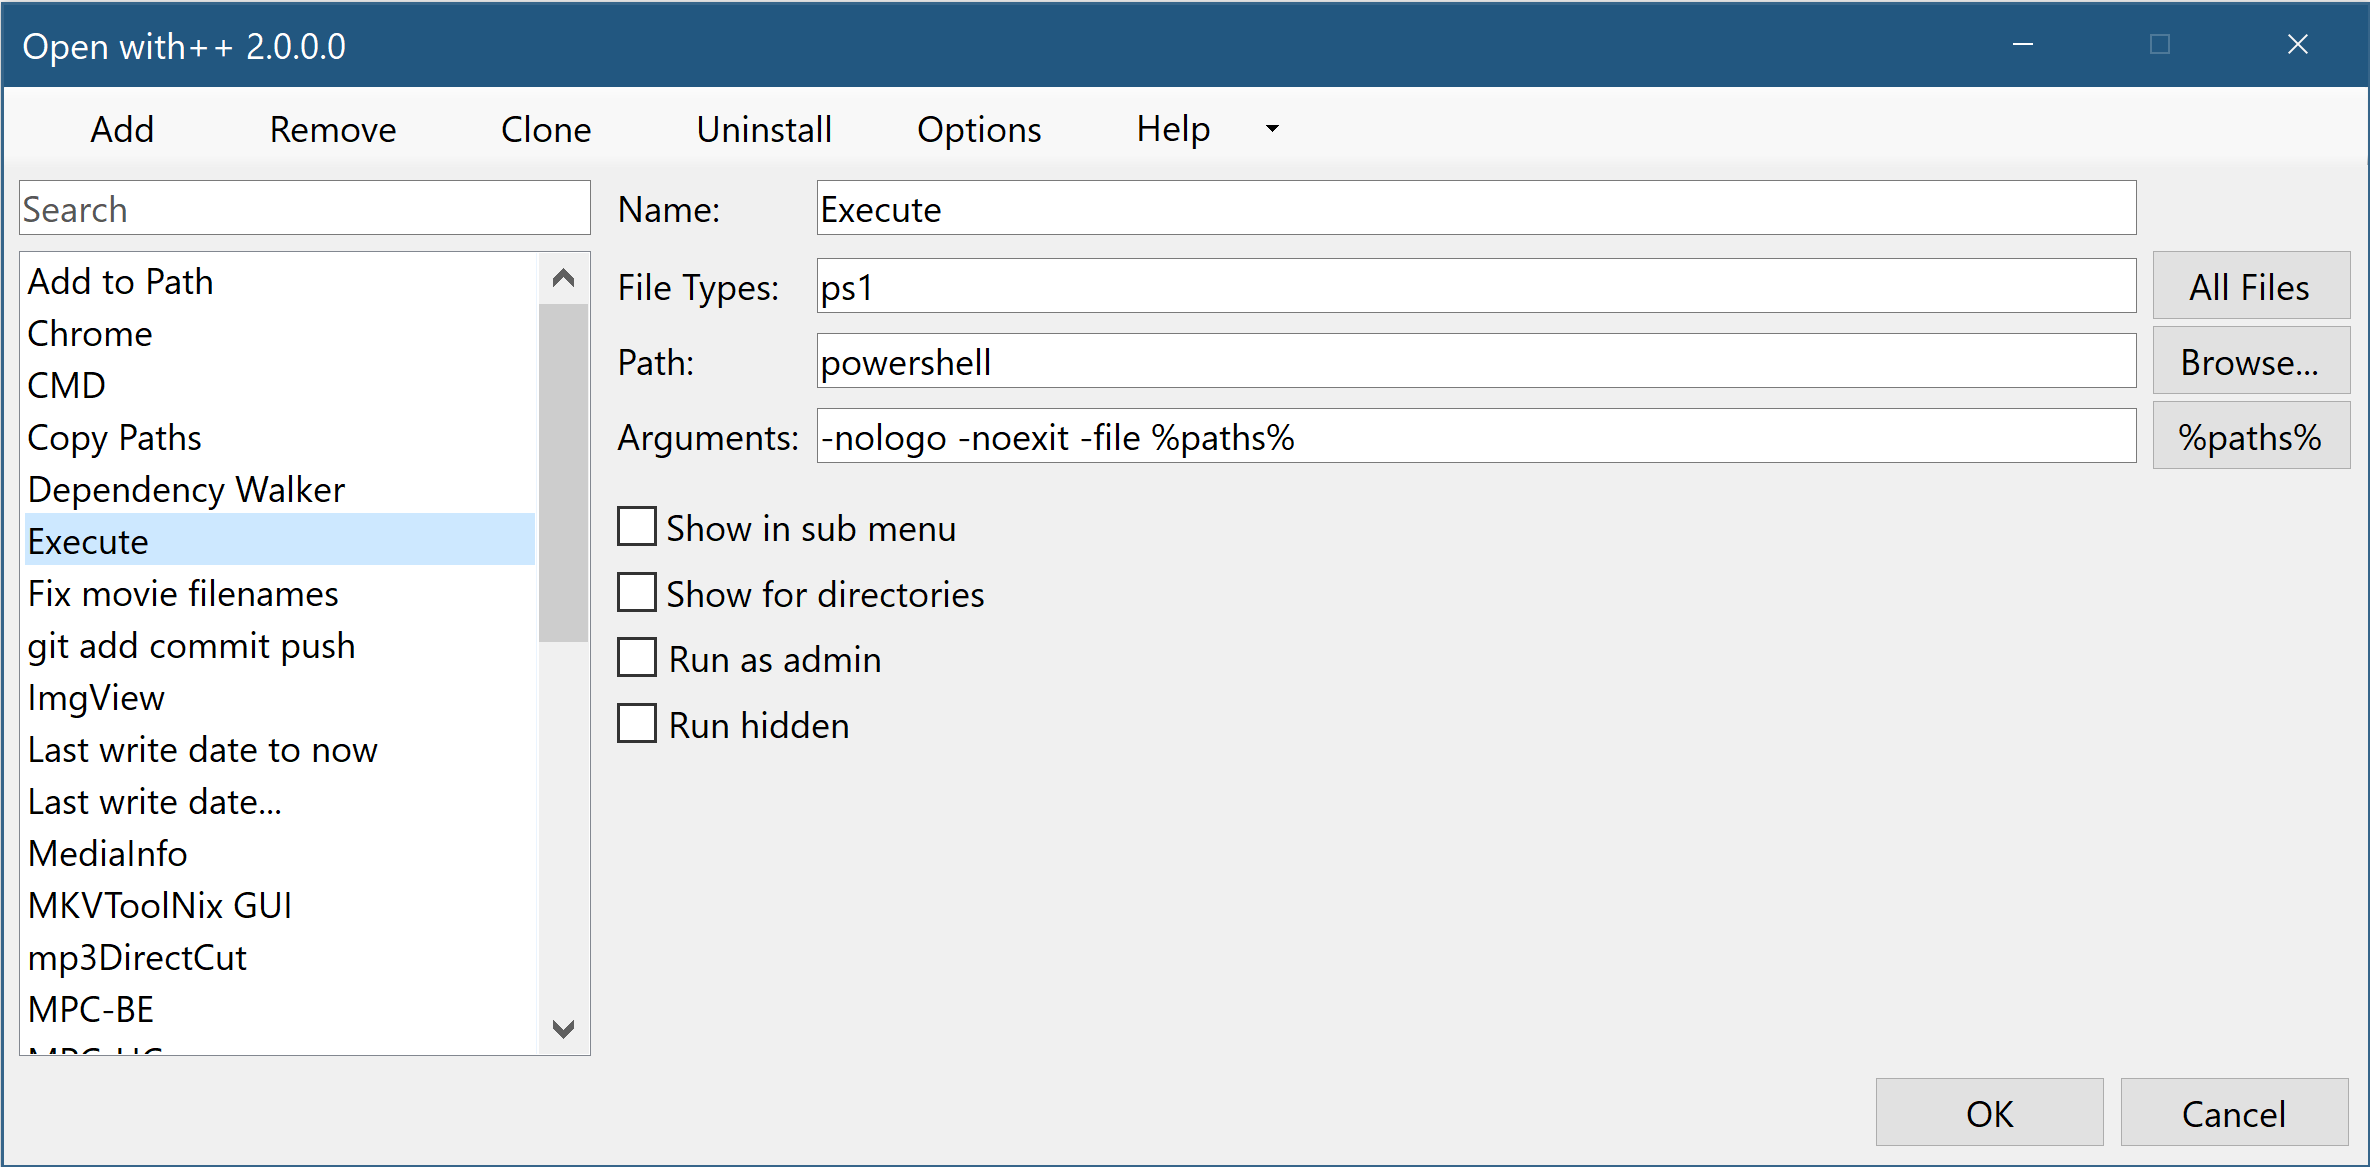 Open with++ 2.0.0.0
Add Remove Clone Uninstall Options Help
Search
Name: Execute
File Types: ps1 All Files
Path: powershell Browse...
Arguments: -nologo -noexit -file %paths% %paths%
Show in sub menu
Show for directories
Run as admin
Run hidden
Add to Path
Chrome
CMD
Copy Paths
Dependency Walker
Execute
Fix movie filenames
git add commit push
ImgView
Last write date to now
Last write date...
MediaInfo
MKVToolNix GUI
mp3DirectCut
MPC-BE
OK Cancel